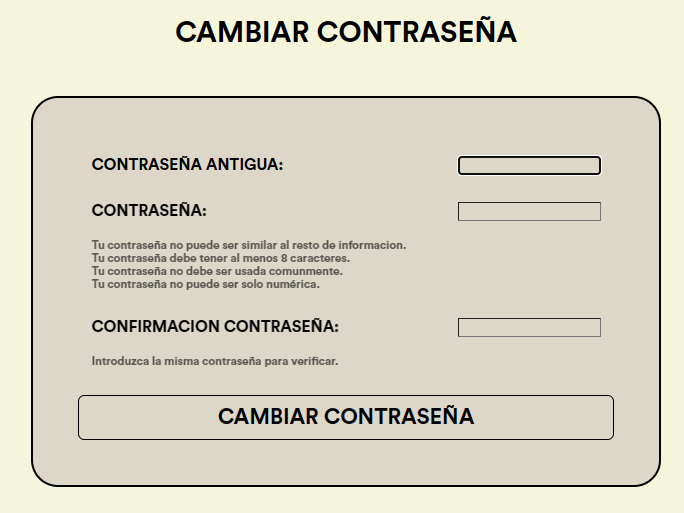 CAMBIAR CONTRASEÑA
CONTRASEÑA ANTIGUA:
CONTRASEÑA:
Tu contraseña no puede ser similar al resto de informacion.
Tu contraseña debe tener al menos 8 caracteres.
Tu contraseña no debe ser usada comunmente.
Tu contraseña no puede ser solo numérica.
CONFIRMACION CONTRASEÑA:
Introduzca la misma contraseña para verificar.
CAMBIAR CONTRASEÑA